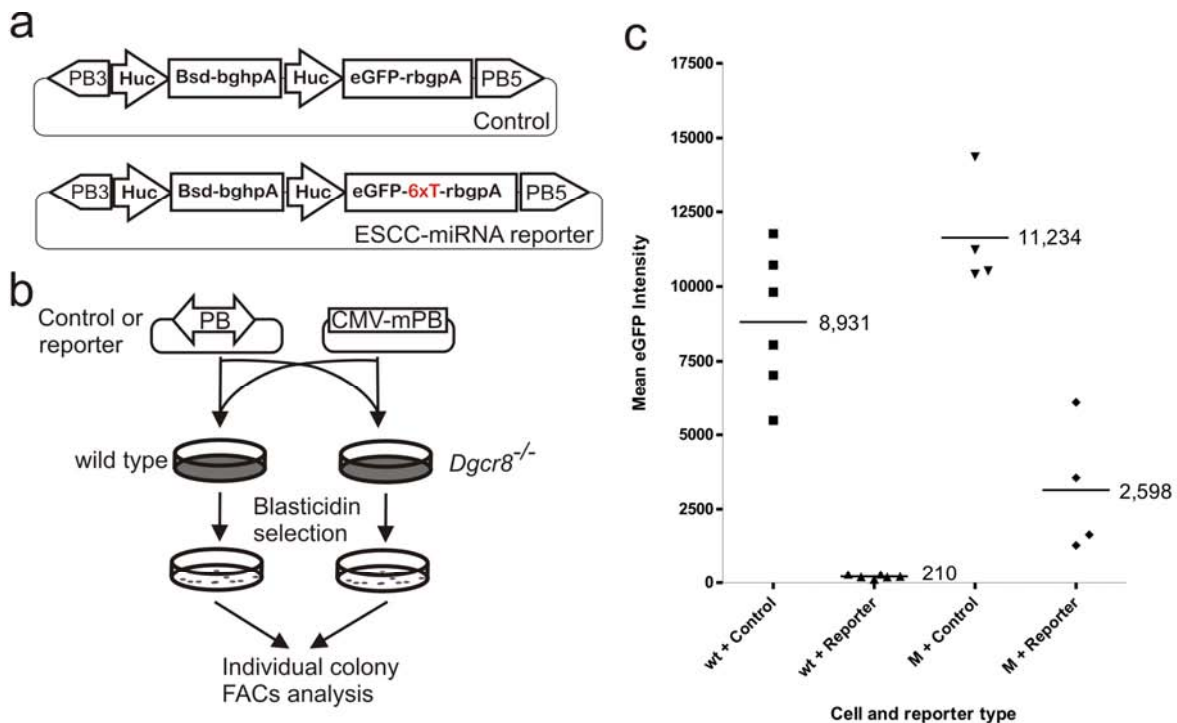 a
PB3 Huc Bsd-bghpA Huc eGFP-rbgpA PB5
Control
PB3 Huc Bsd-bghpA Huc eGFP-6xT-rbgpA PB5
ESCC-miRNA reporter
b
Control or
reporter
PB
CMV-mPB
wild type
Dgcr8-/-
Blasticidin
selection
Individual colony
FACs analysis
c
Mean eGFP Intensity
17500
15000
12500
10000
7500
5000
2500
0
8,931
210
11,234
2,598
wt + Control
wt + Reporter
M + Control
M + Reporter
Cell and reporter type